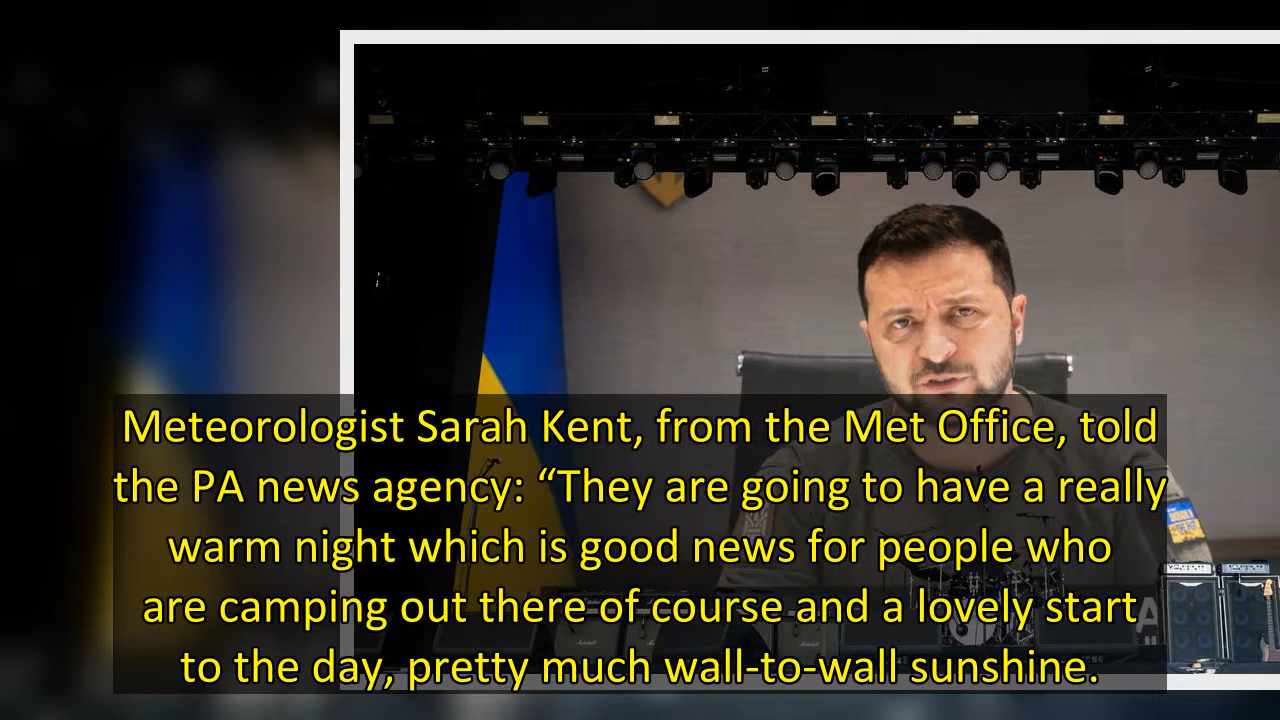 Meteorologist Sarah Kent, from the Met Office, told
the PA news agency: “They are going to have a really
warm night which is good news for people who
are camping out there of course and a lovely start
to the day, pretty much wall-to-wall sunshine.